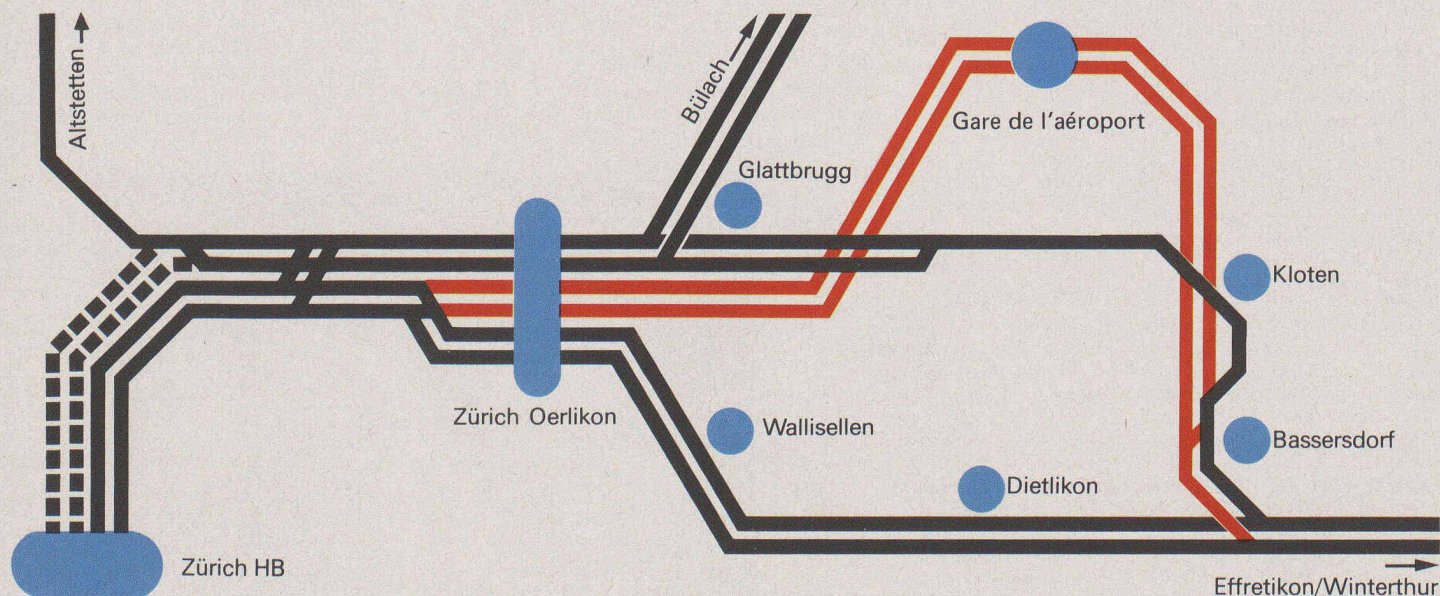 Altstetten
Bülach
Gare de l'aéroport
Glattbrugg
Kloten
Zürich Oerlikon
Wallisellen
Bassersdorf
Dietlikon
Zürich HB
Effretikon/Winterthur